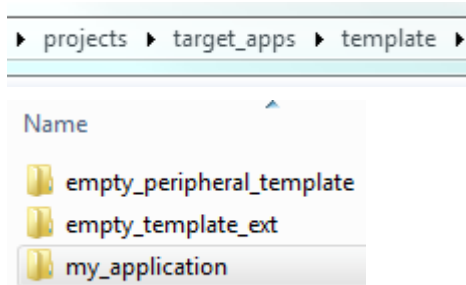 projects target_apps template
Name
empty_peripheral_template
empty_template_ext
my_application